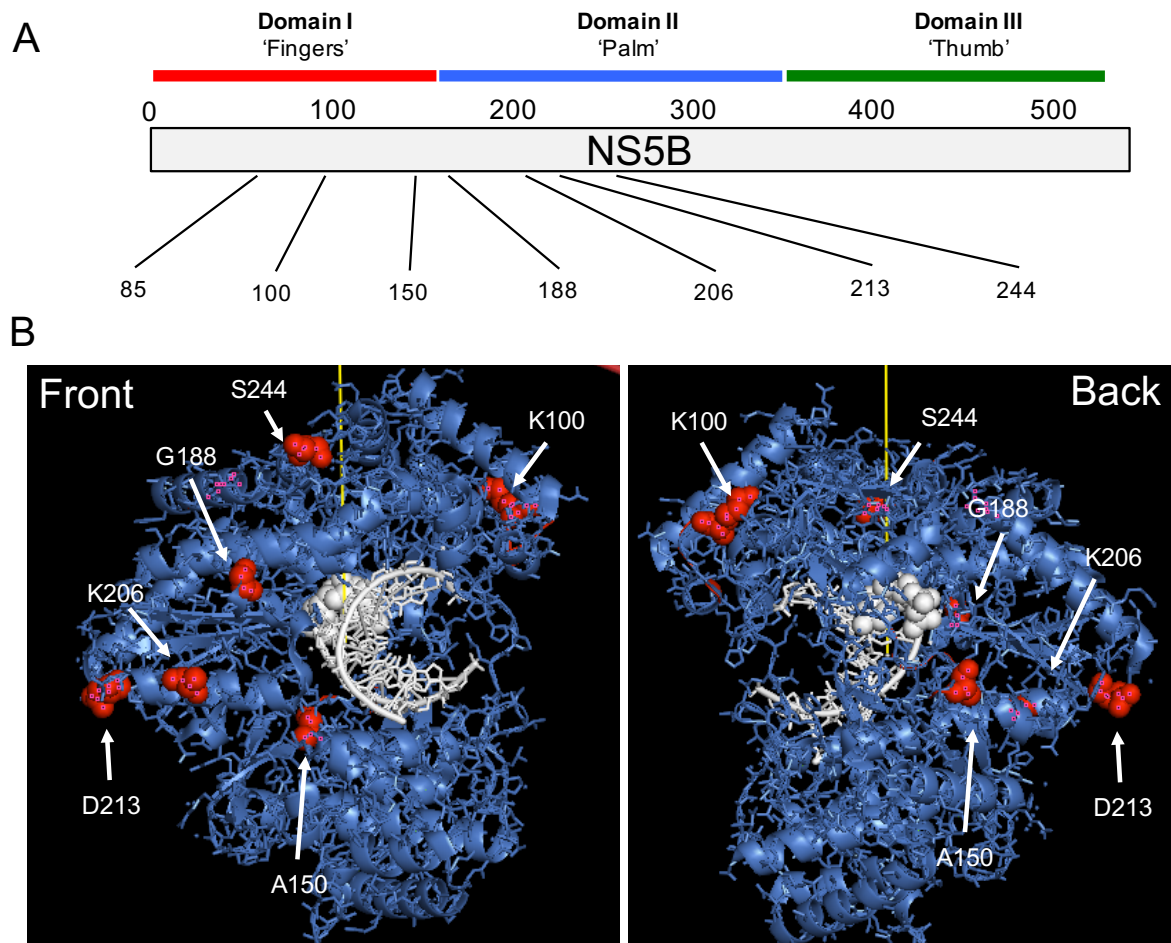 A
Domain I
'Fingers'
Domain II
'Palm'
Domain III
'Thumb'
0 100 200 300 400 500
NS5B
85 100 150 188 206 213 244
B
Front
S244
K100
G188
K206
D213
A150
Back
K100
S244
G188
K206
D213
A150